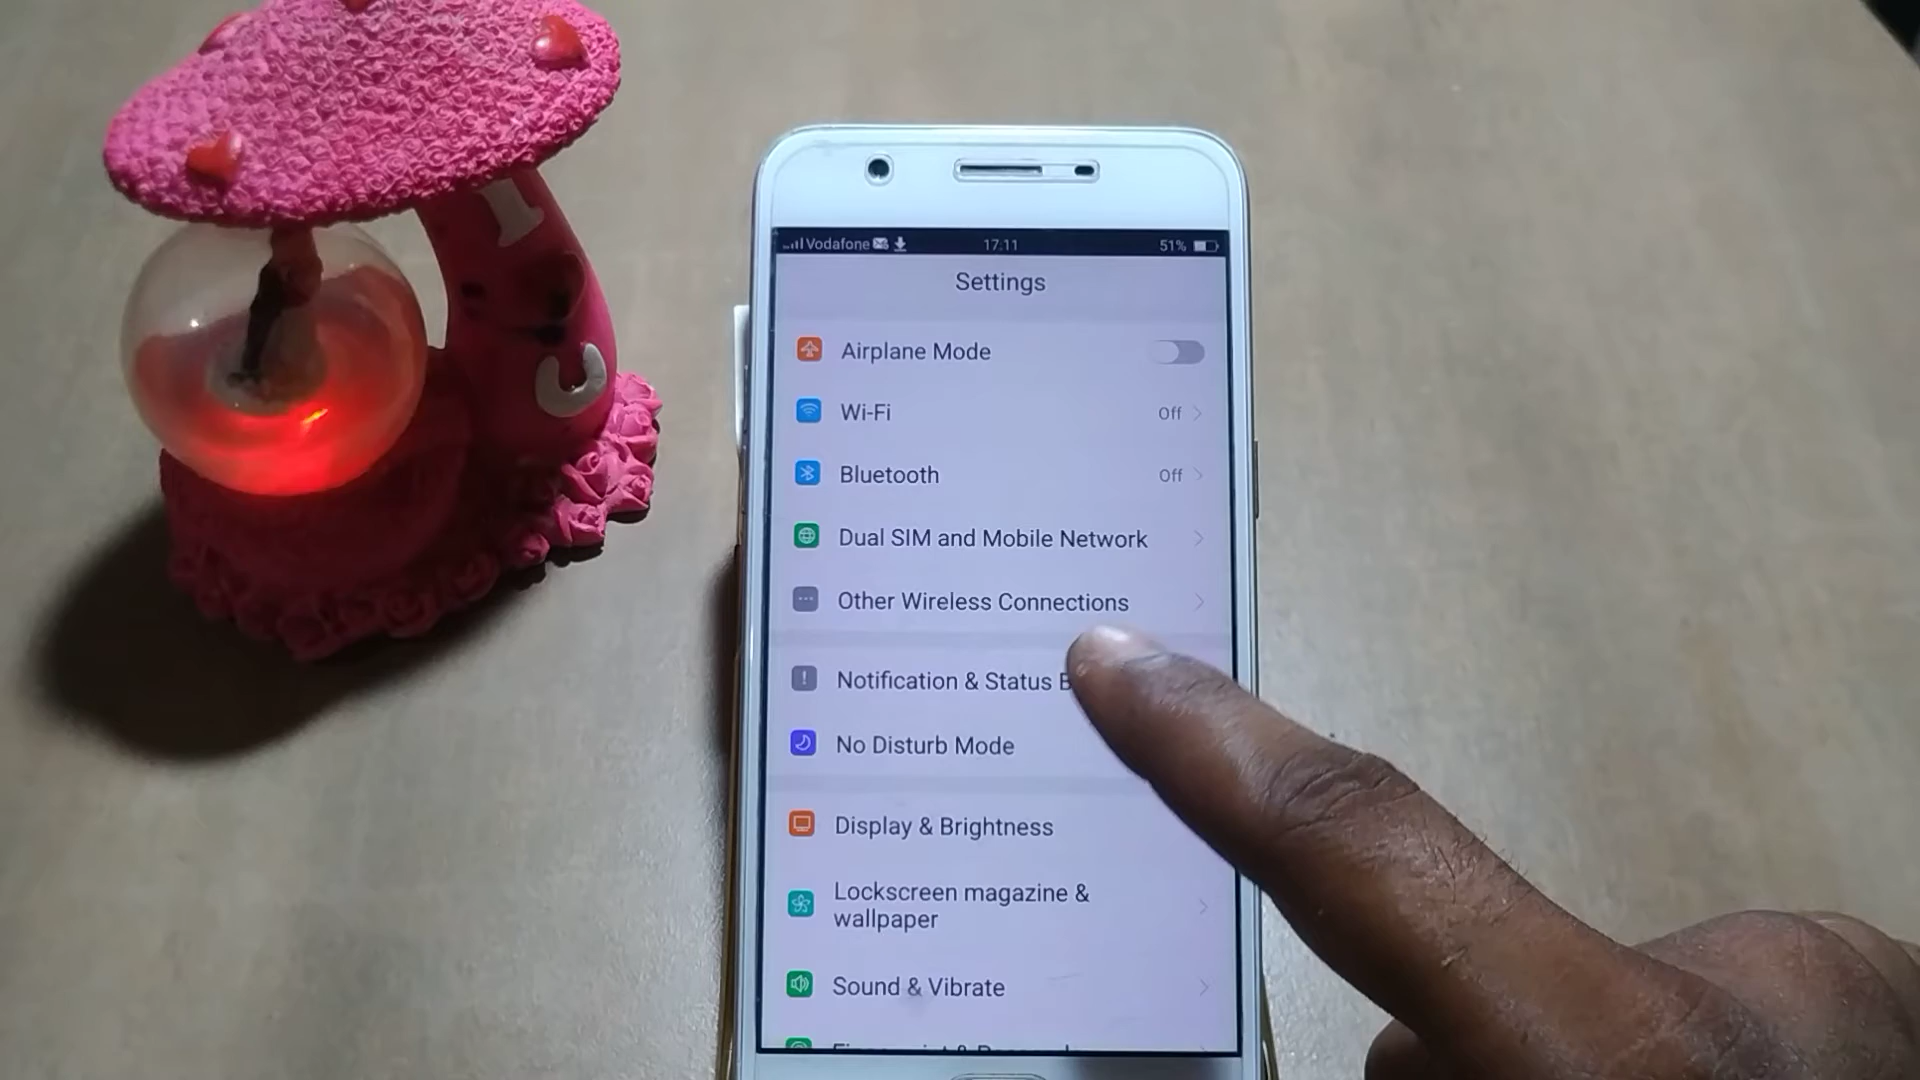 Vodafone 17:11 51%
Settings
Airplane Mode
Wi-Fi Off
Bluetooth Off
Dual SIM and Mobile Network
Other Wireless Connections
Notification & Status
No Disturb Mode
Display & Brightness
Lockscreen magazine &
wallpaper
Sound & Vibrate